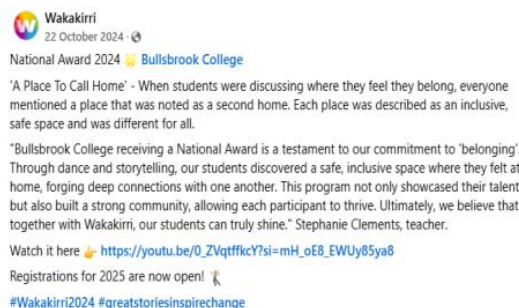 Wakakirri
22 October 2024 ·
National Award 2024 Bullsbrook College
'A Place To Call Home' - When students were discussing where they feel they belong, everyone
mentioned a place that was noted as a second home. Each place was described as an inclusive,
safe space and was different for all.
"Bullsbrook College receiving a National Award is a testament to our commitment to 'belonging'.
Through dance and storytelling, our students discovered a safe, inclusive space where they felt at
home, forging deep connections with one another. This program not only showcased their talent
but also built a strong community, allowing each participant to thrive. Ultimately, we believe that
together with Wakakirri, our students can truly shine." Stephanie Clements, teacher.
Watch it here 👉 https://youtu.be/0_ZVqtffkcY?si=mH_oE8_EWUy85ya8
Registrations for 2025 are now open!
#Wakakirri2024 #greatstoriesinspirechange